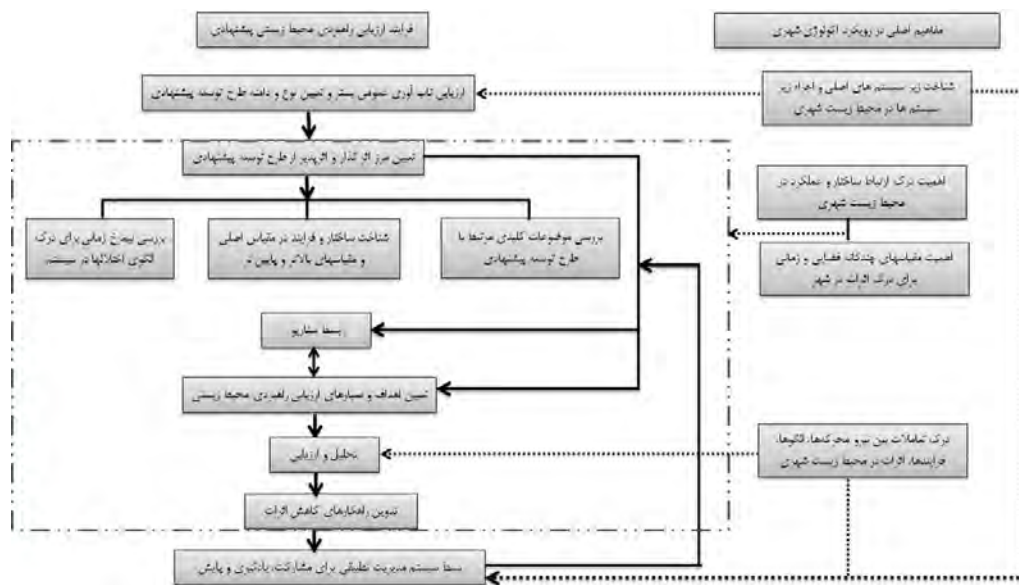 مفاهیم اصلی در رویکرد اکولوژی شهری
فرایند ارزیابی راهبردی محیط زیستی پیشنهادی
شناخت زیر سیستم های اصلی و اجزاء زیر
سیستم ها در محیط زیست شهری
ارزیابی تاب آوری عمومی بستر و تعیین نوع و دامنه طرح توسعه پیشنهادی
تعیین مرز اثر گذار و اثرپذیر از طرح توسعه پیشنهادی
اهمیت درک ارتباط ساختار و عملکرد در
محیط زیست شهری
بررسی موضوعات کلیدی مرتبط با
طرح توسعه پیشنهادی
شناخت ساختار و فرایند در مقیاس اصلی
و مقیاسهای بالاتر و پایین‌تر
بررسی نیمرخ زمانی برای درک
الگوی اختلالها در سیستم
اهمیت مقیاسهای چندگانه فضایی و زمانی
برای درک اثرات در شهر
بسط سناریو
تعیین اهداف و معیارهای ارزیابی راهبردی محیط زیستی
درک تعاملات بین نیرو محرکه‌ها، الگوها،
فرایندها، اثرات در محیط زیست شهری
تحلیل و ارزیابی
تدوین راهکارهای کاهش اثرات
بسط سیستم مدیریت تطبیقی برای مشارکت، یادگیری و پایش